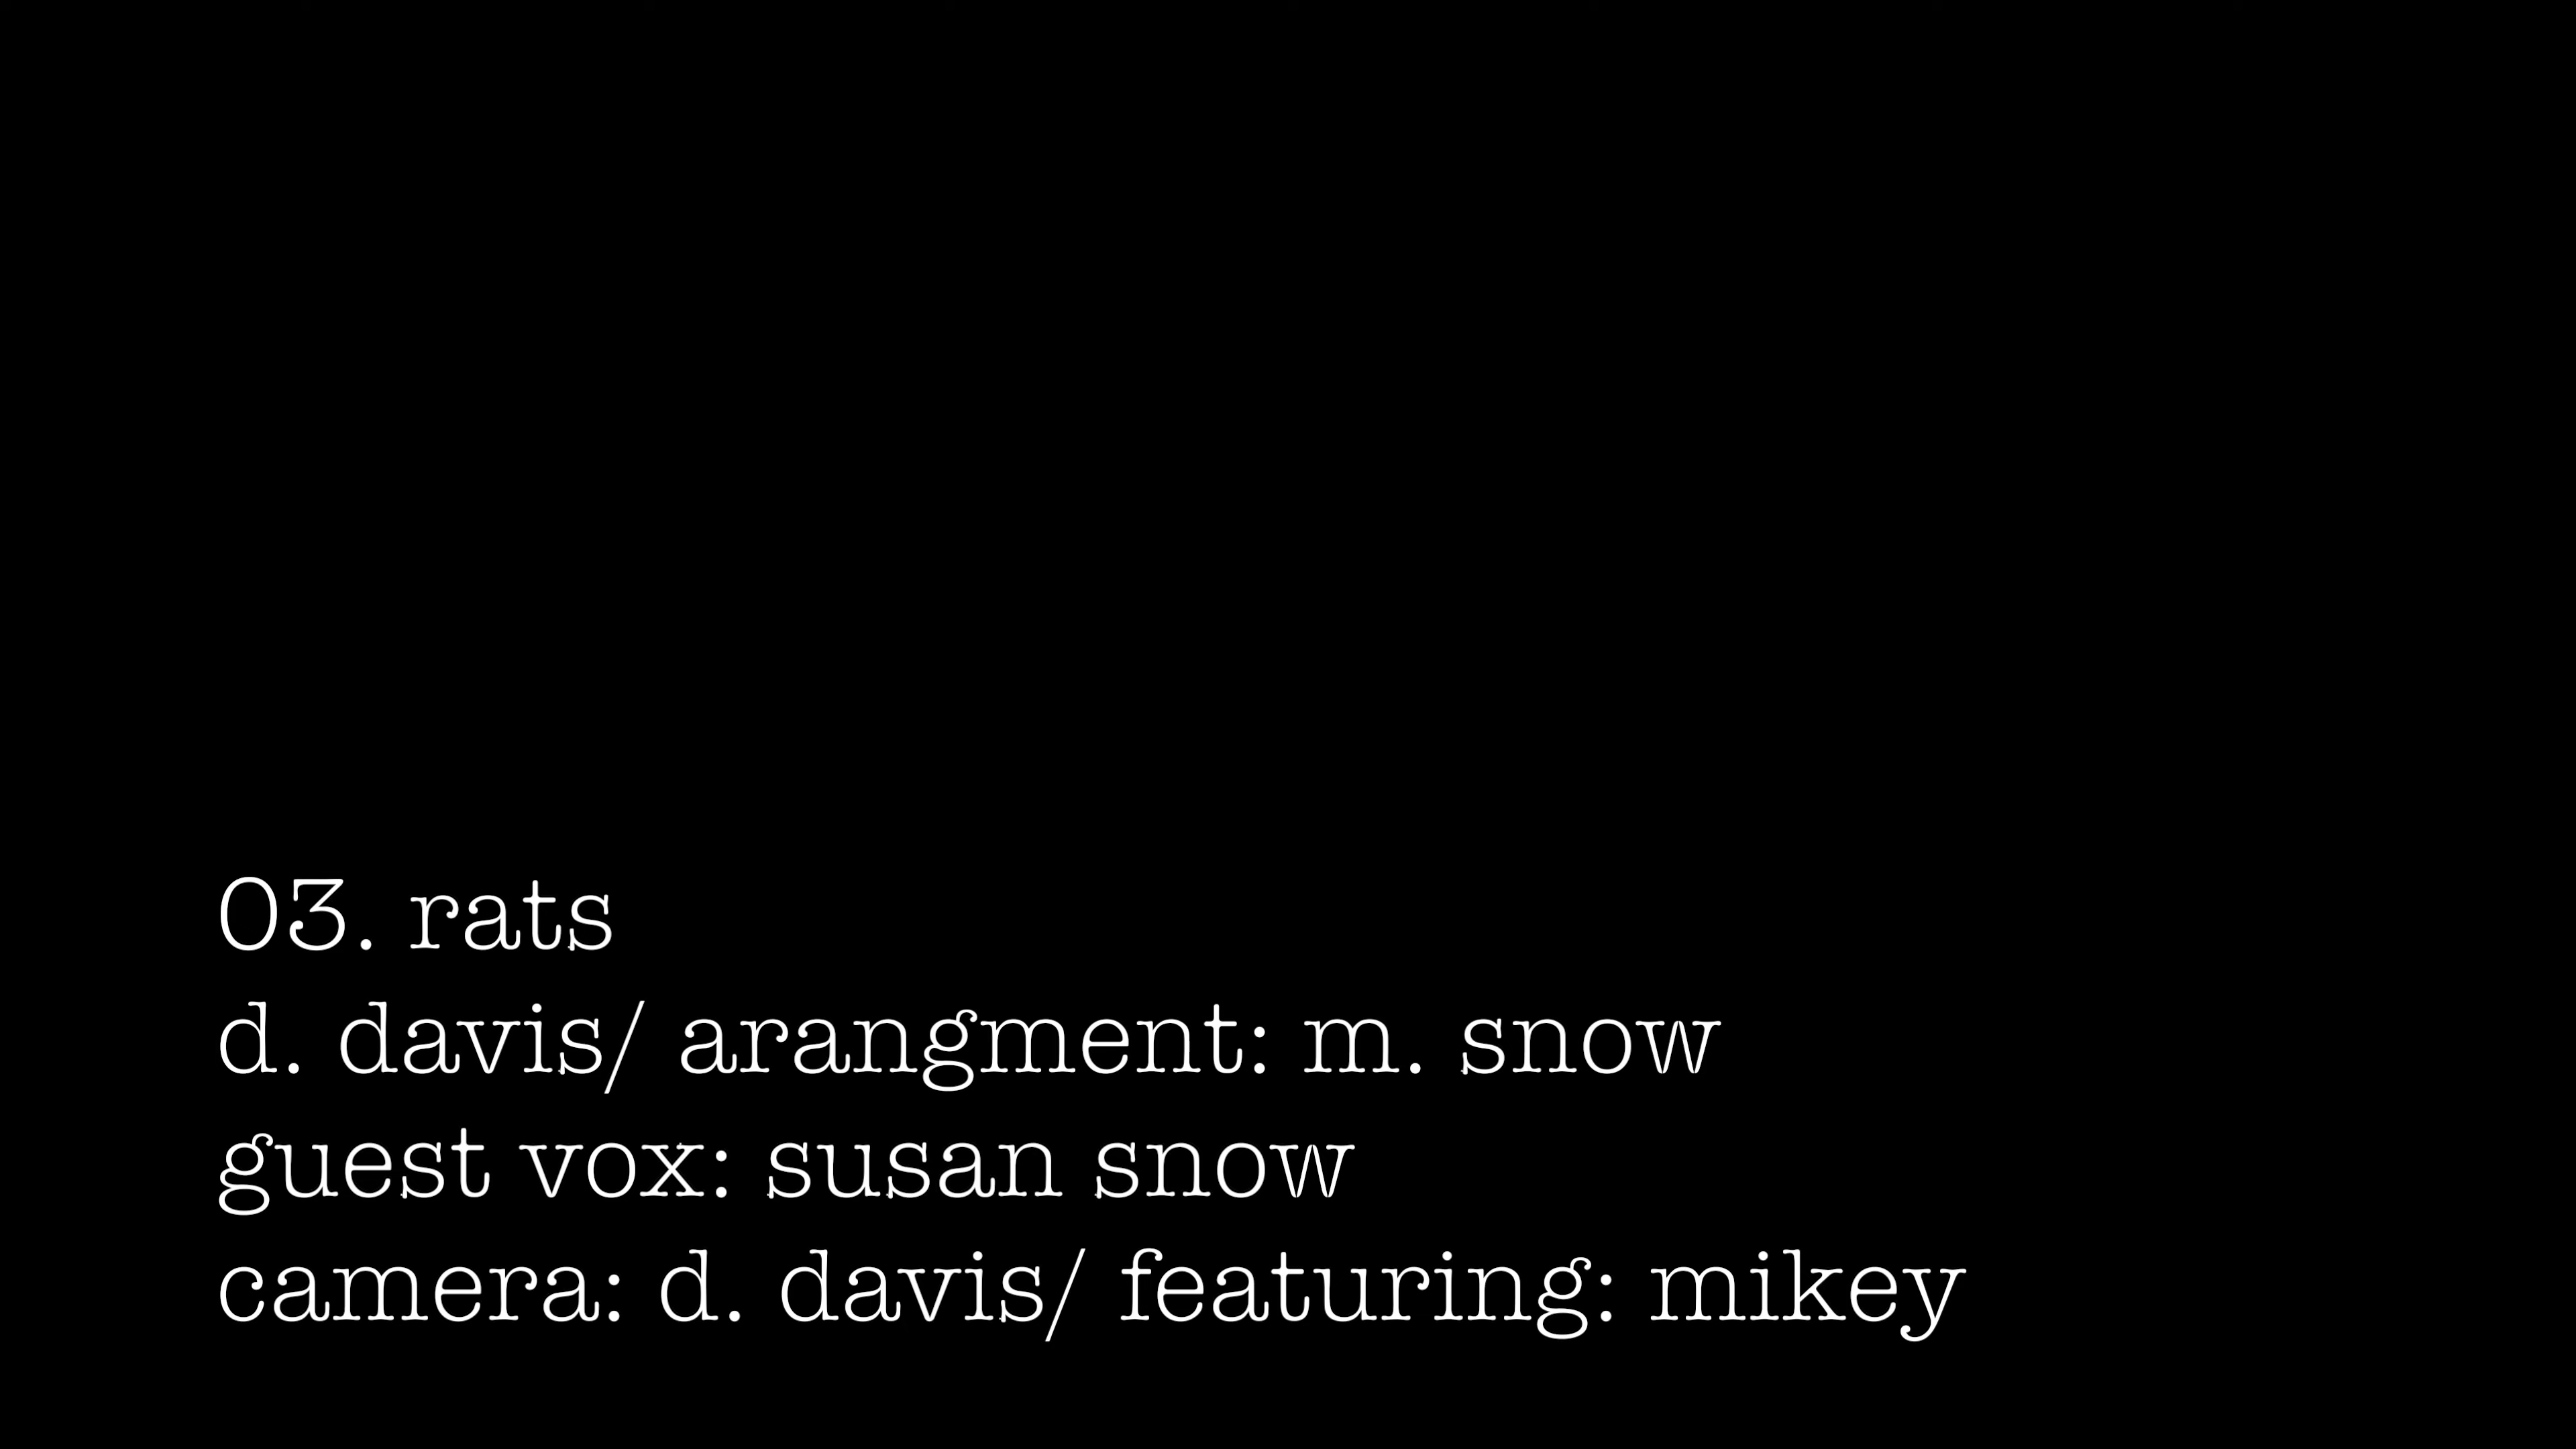 03. rats
d. davis/ arangment: m. snow
guest vox: susan snow
camera: d. davis/ featuring: mikey